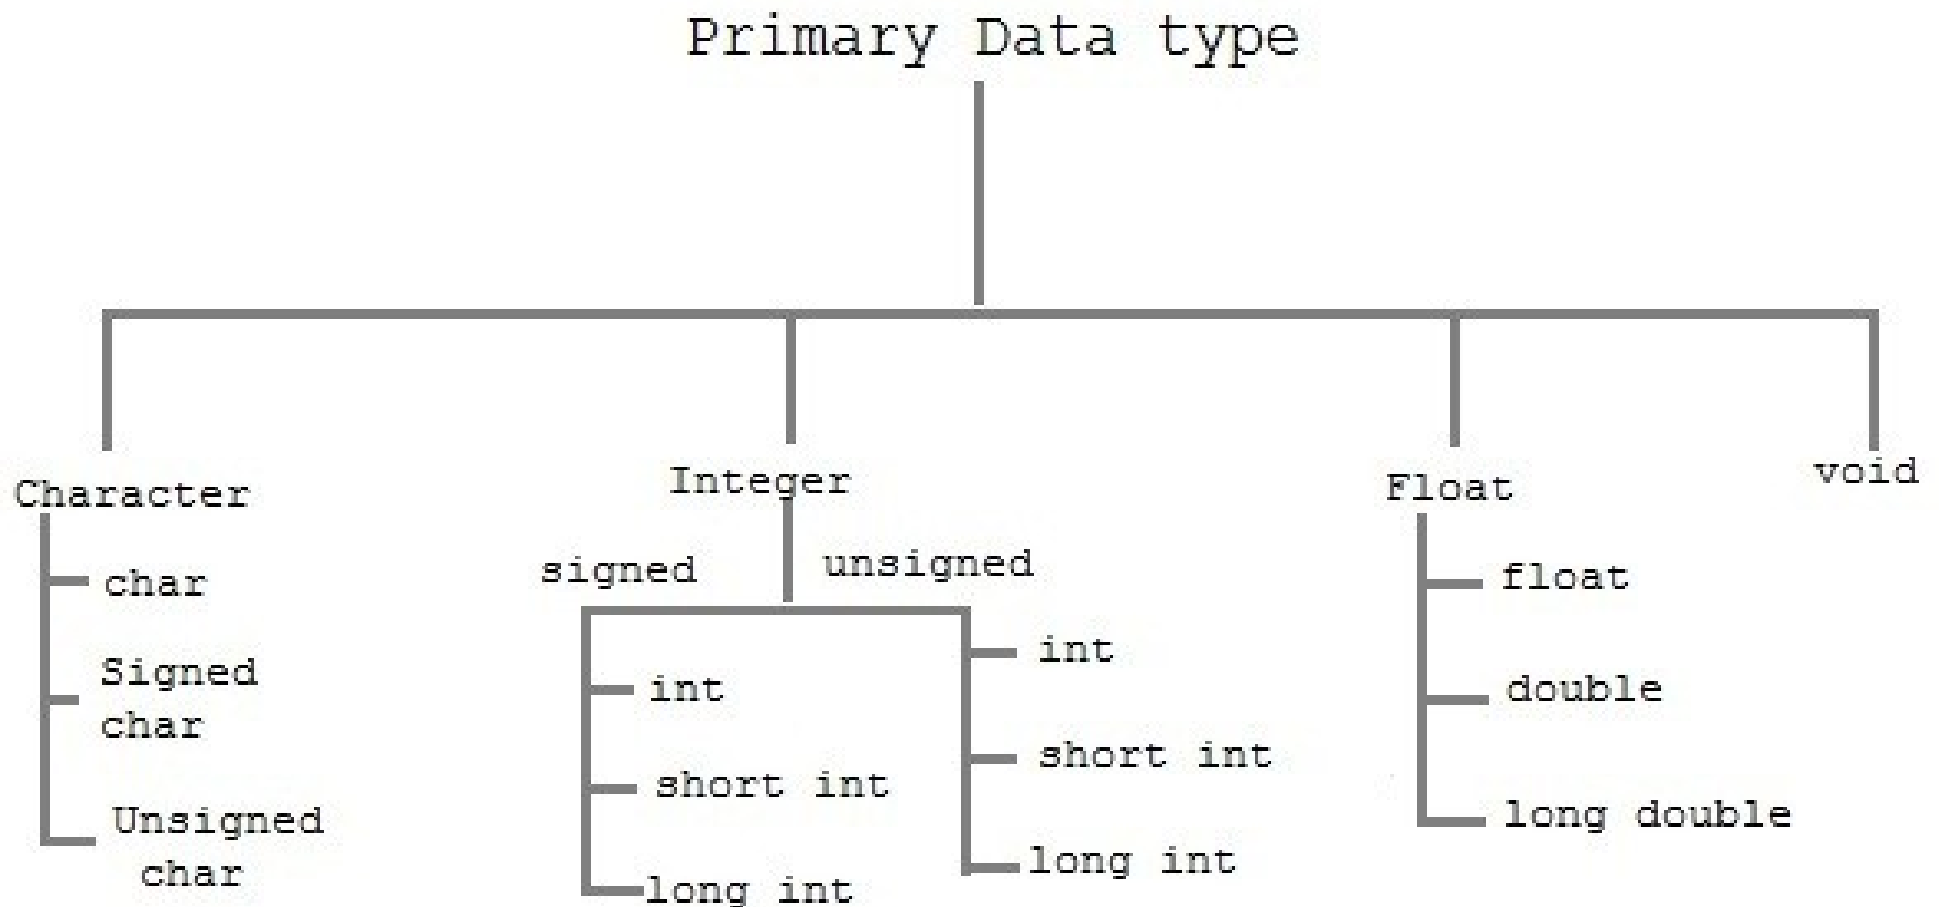 Primary Data type
Character
char
Signed
char
Unsigned
char
Integer
signed
int
short int
long int
unsigned
int
short int
long int
Float
float
double
long double
void